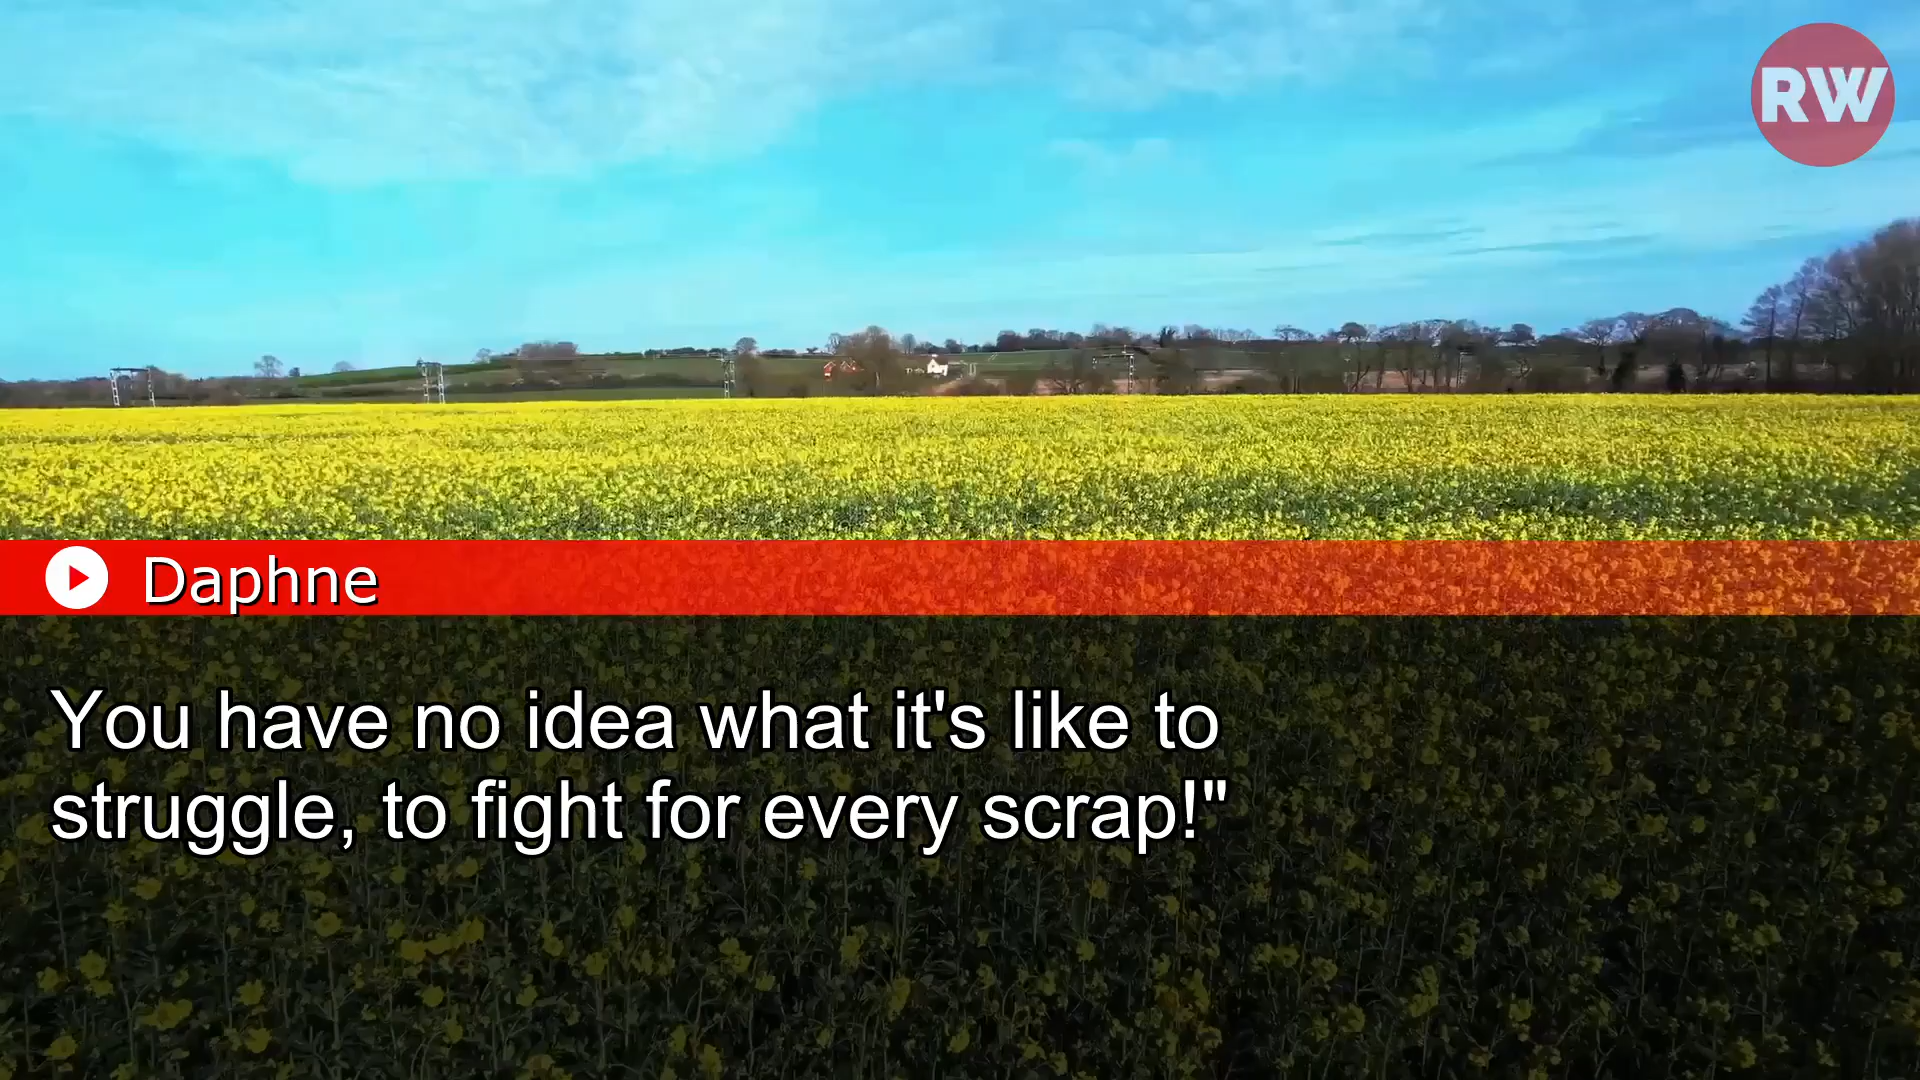 RW
Daphne
You have no idea what it's like to
struggle, to fight for every scrap!"